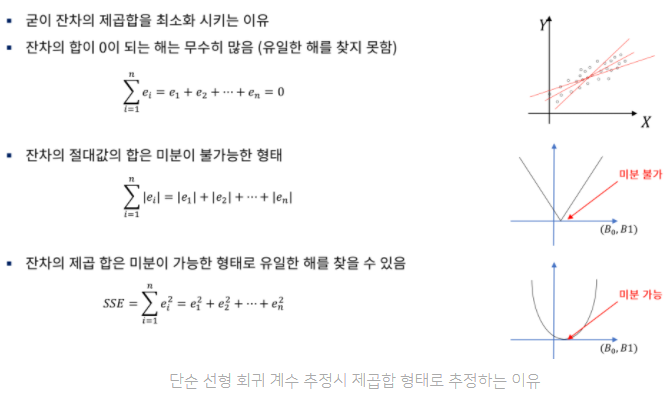 ▪ 굳이 잔차의 제곱합을 최소화 시키는 이유
▪ 잔차의 합이 0이 되는 해는 무수히 많음 (유일한 해를 찾지 못함)
Y
X
\sum_{i=1}^{n} e_i = e_1 + e_2 + ⋯ + e_n = 0
▪ 잔차의 절대값의 합은 미분이 불가능한 형태
\sum_{i=1}^{n} |e_i| = |e_1| + |e_2| + ⋯ + |e_n|
미분 불가
(B_0, B1)
▪ 잔차의 제곱 합은 미분이 가능한 형태로 유일한 해를 찾을 수 있음
SSE = \sum_{i=1}^{n} e_i^2 = e_1^2 + e_2^2 + ⋯ + e_n^2
미분 가능
(B_0, B1)
단순 선형 회귀 계수 추정시 제곱합 형태로 추정하는 이유